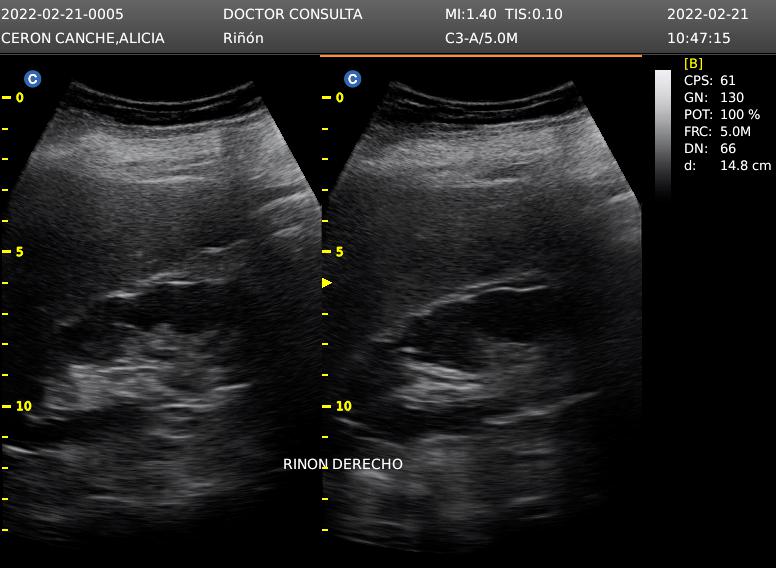 2022-02-21-0005 DOCTOR CONSULTA MI:1.40 TIS:0.10 2022-02-21
CERON CANCHE,ALICIA Riñón C3-A/5.0M 10:47:15
C C
[B]
CPS: 61
GN: 130
POT: 100 %
FRC: 5.0M
DN: 66
d: 14.8 cm
0 0
5 5
10 10
RINON DERECHO